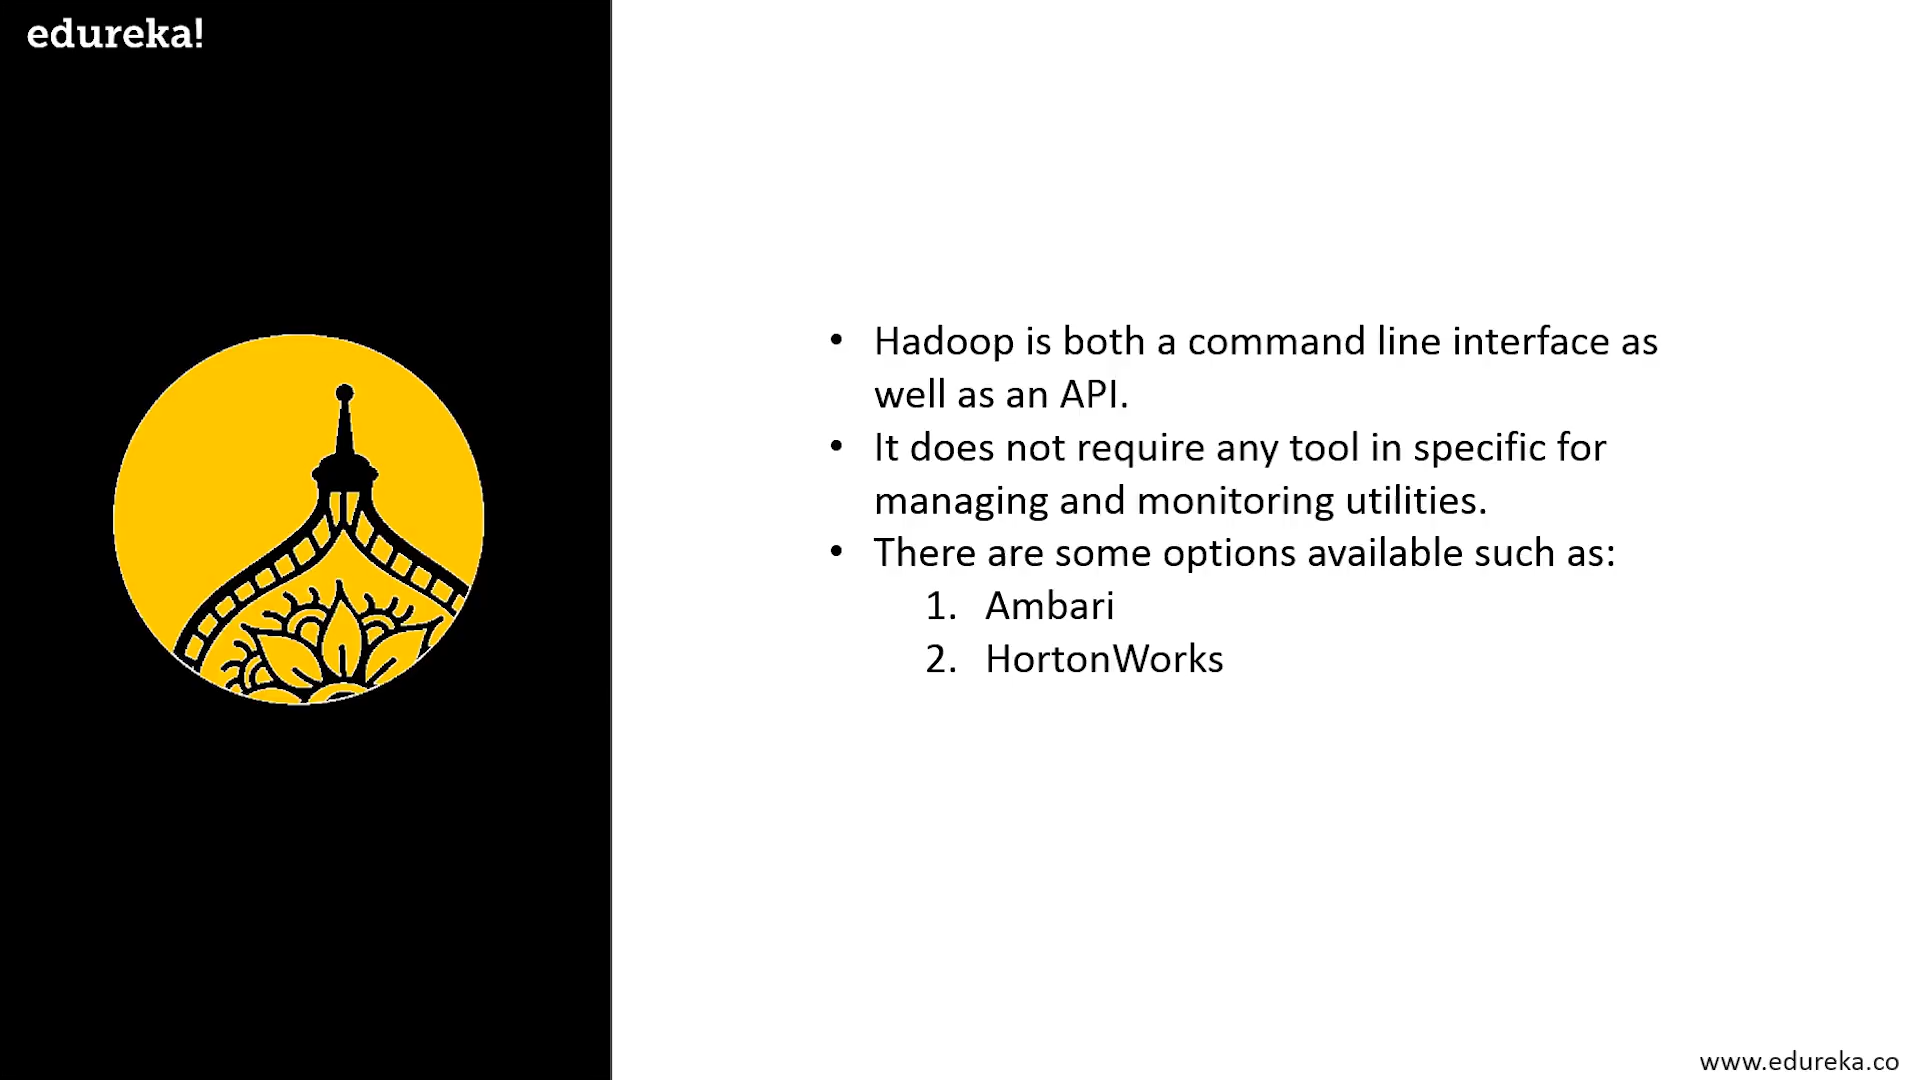 edureka!
• Hadoop is both a command line interface as
well as an API.
• It does not require any tool in specific for
managing and monitoring utilities.
• There are some options available such as:
1. Ambari
2. HortonWorks
www.edureka.co